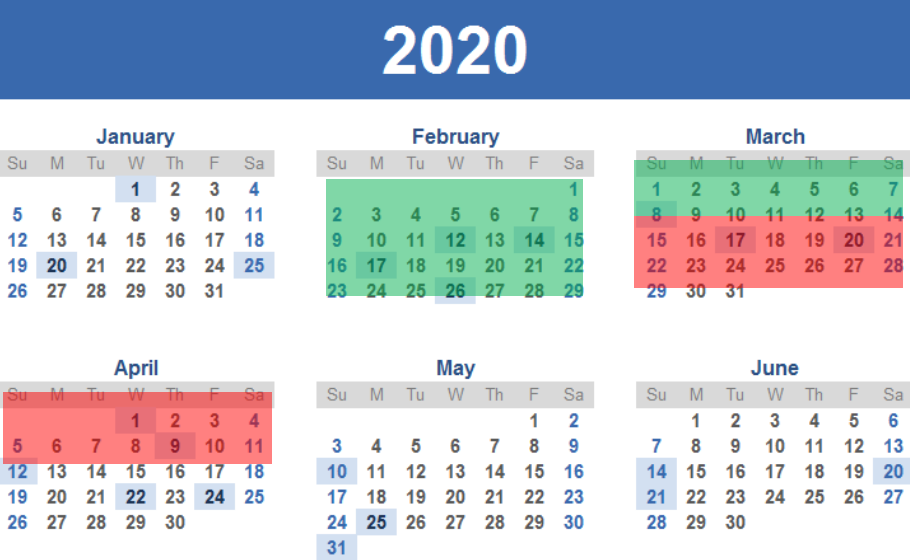 2020
January February March
Su M Tu W Th F Sa Su M Tu W Th F Sa Su M Tu W Th F Sa
1 2 3 4 1 1 2 3 4 5 6 7
5 6 7 8 9 10 11 2 3 4 5 6 7 8 8 9 10 11 12 13 14
12 13 14 15 16 17 18 9 10 11 12 13 14 15 15 16 17 18 19 20 21
19 20 21 22 23 24 25 16 17 18 19 20 21 22 22 23 24 25 26 27 28
26 27 28 29 30 31 23 24 25 26 27 28 29 29 30 31
April May June
Su M Tu W Th F Sa Su M Tu W Th F Sa Su M Tu W Th F Sa
1 2 3 4 1 2 1 2 3 4 5 6
5 6 7 8 9 10 11 3 4 5 6 7 8 9 7 8 9 10 11 12 13
12 13 14 15 16 17 18 10 11 12 13 14 15 16 14 15 16 17 18 19 20
19 20 21 22 23 24 25 17 18 19 20 21 22 23 21 22 23 24 25 26 27
26 27 28 29 30 24 25 26 27 28 29 30 28 29 30
31